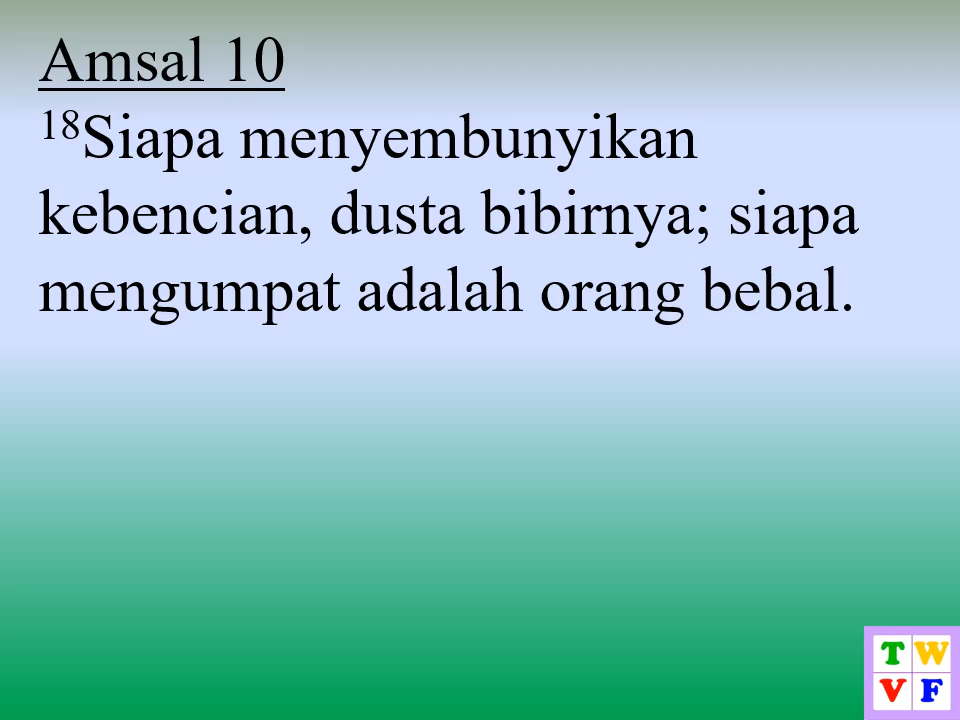 Amsal 10
18Siapa menyembunyikan
kebencian, dusta bibirnya; siapa
mengumpat adalah orang bebal.
T W
V F